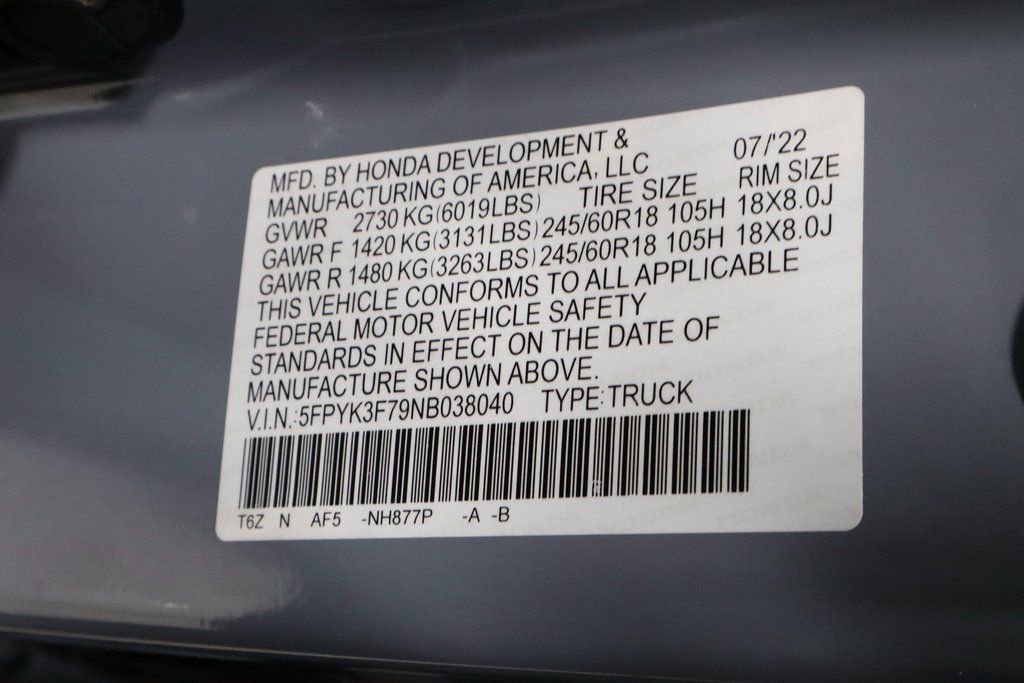 MFD. BY HONDA DEVELOPMENT &
MANUFACTURING OF AMERICA, LLC 07/'22
GVWR 2730 KG(6019LBS) TIRE SIZE RIM SIZE
GAWR F 1420 KG(3131LBS) 245/60R18 105H 18X8.0J
GAWR R 1480 KG(3263LBS) 245/60R18 105H 18X8.0J
THIS VEHICLE CONFORMS TO ALL APPLICABLE
FEDERAL MOTOR VEHICLE SAFETY
STANDARDS IN EFFECT ON THE DATE OF
MANUFACTURE SHOWN ABOVE.
V.I.N.:5FPYK3F79NB038040 TYPE:TRUCK
T6Z N AF5 -NH877P -A -B